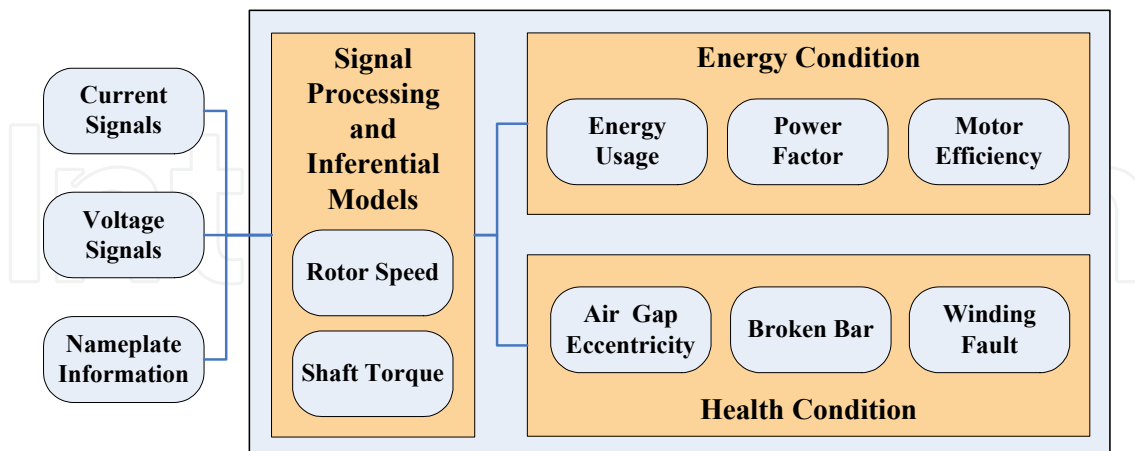 Current
Signals
Voltage
Signals
Nameplate
Information
Signal
Processing
and
Inferential
Models
Rotor Speed
Shaft Torque
Energy Condition
Energy
Usage
Power
Factor
Motor
Efficiency
Air Gap
Eccentricity
Broken Bar
Winding
Fault
Health Condition